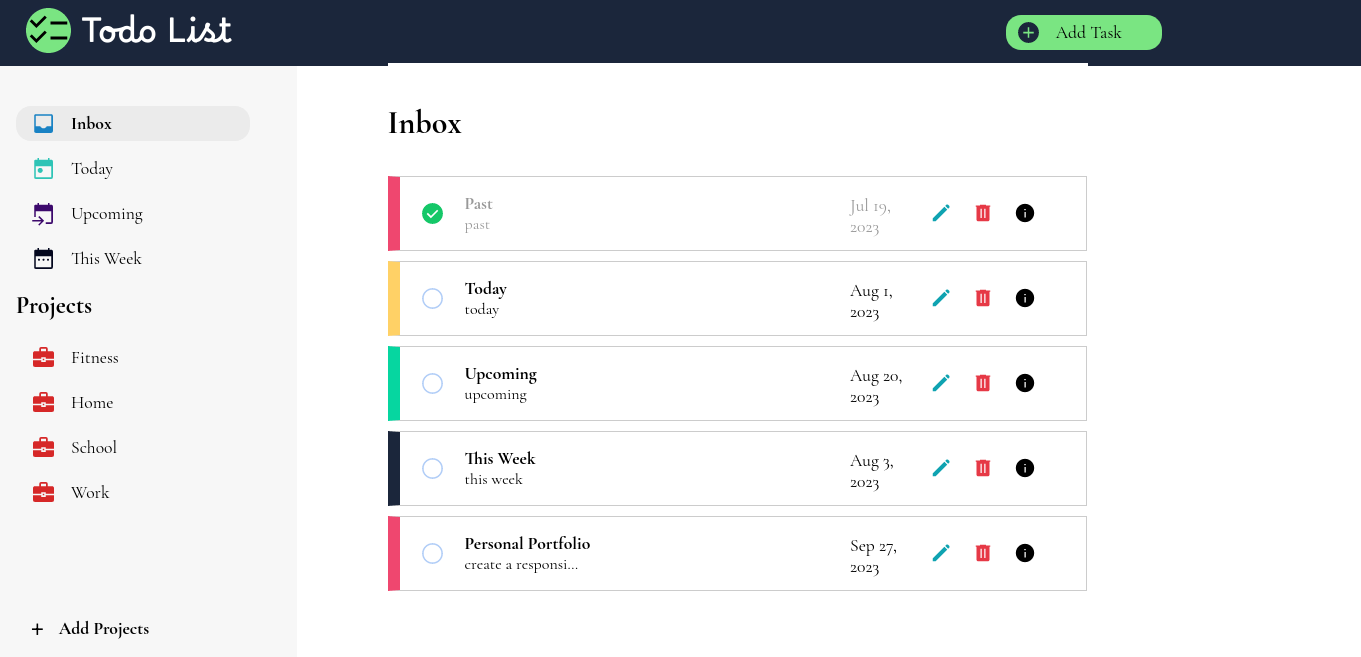 Todo List
Add Task
Inbox
Today
Upcoming
This Week
Projects
Fitness
Home
School
Work
Add Projects
Inbox
Past
past
Jul 19,
2023
Today
today
Aug 1,
2023
Upcoming
upcoming
Aug 20,
2023
This Week
this week
Aug 3,
2023
Personal Portfolio
create a responsi...
Sep 27,
2023